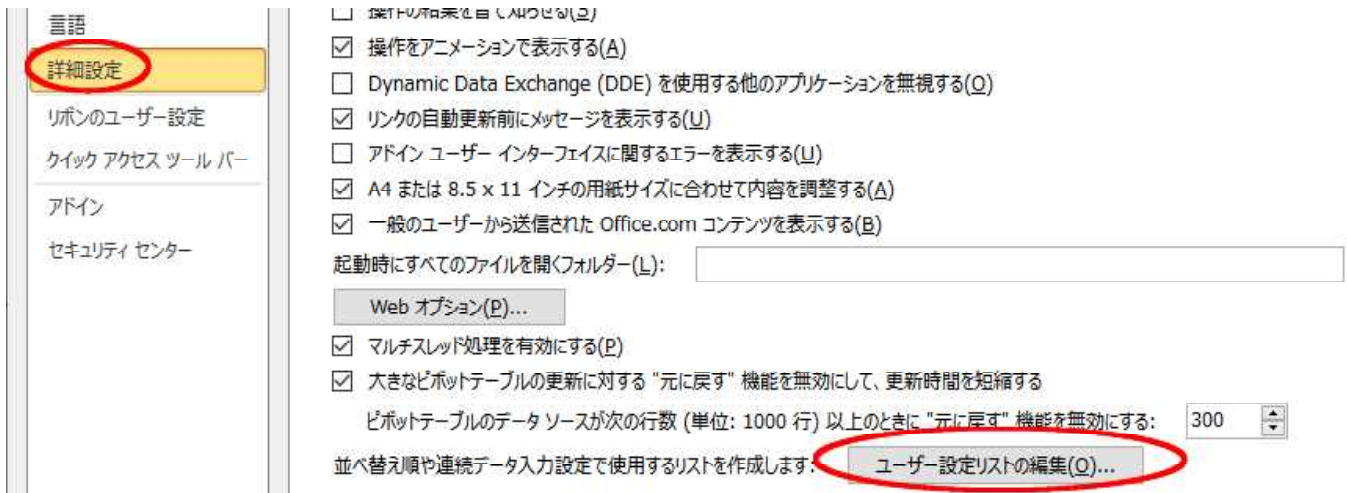 言語
詳細設定
リボンのユーザー設定
クイック アクセス ツール バー
アドイン
セキュリティ センター
操作の結果を音で知らせる(S)
操作をアニメーションで表示する(A)
Dynamic Data Exchange (DDE) を使用する他のアプリケーションを無視する(O)
リンクの自動更新前にメッセージを表示する(U)
アドイン ユーザー インターフェイスに関するエラーを表示する(U)
A4 または 8.5 x 11 インチの用紙サイズに合わせて内容を調整する(A)
一般のユーザーから送信された Office.com コンテンツを表示する(B)
起動時にすべてのファイルを開くフォルダー(L):
Web オプション(P)...
マルチスレッド処理を有効にする(P)
大きなピボットテーブルの更新に対する "元に戻す" 機能を無効にして、更新時間を短縮する
ピボットテーブルのデータ ソースが次の行数 (単位: 1000 行) 以上のときに "元に戻す" 機能を無効にする: 300
並べ替え順や連続データ入力設定で使用するリストを作成します: ユーザー設定リストの編集(O)...